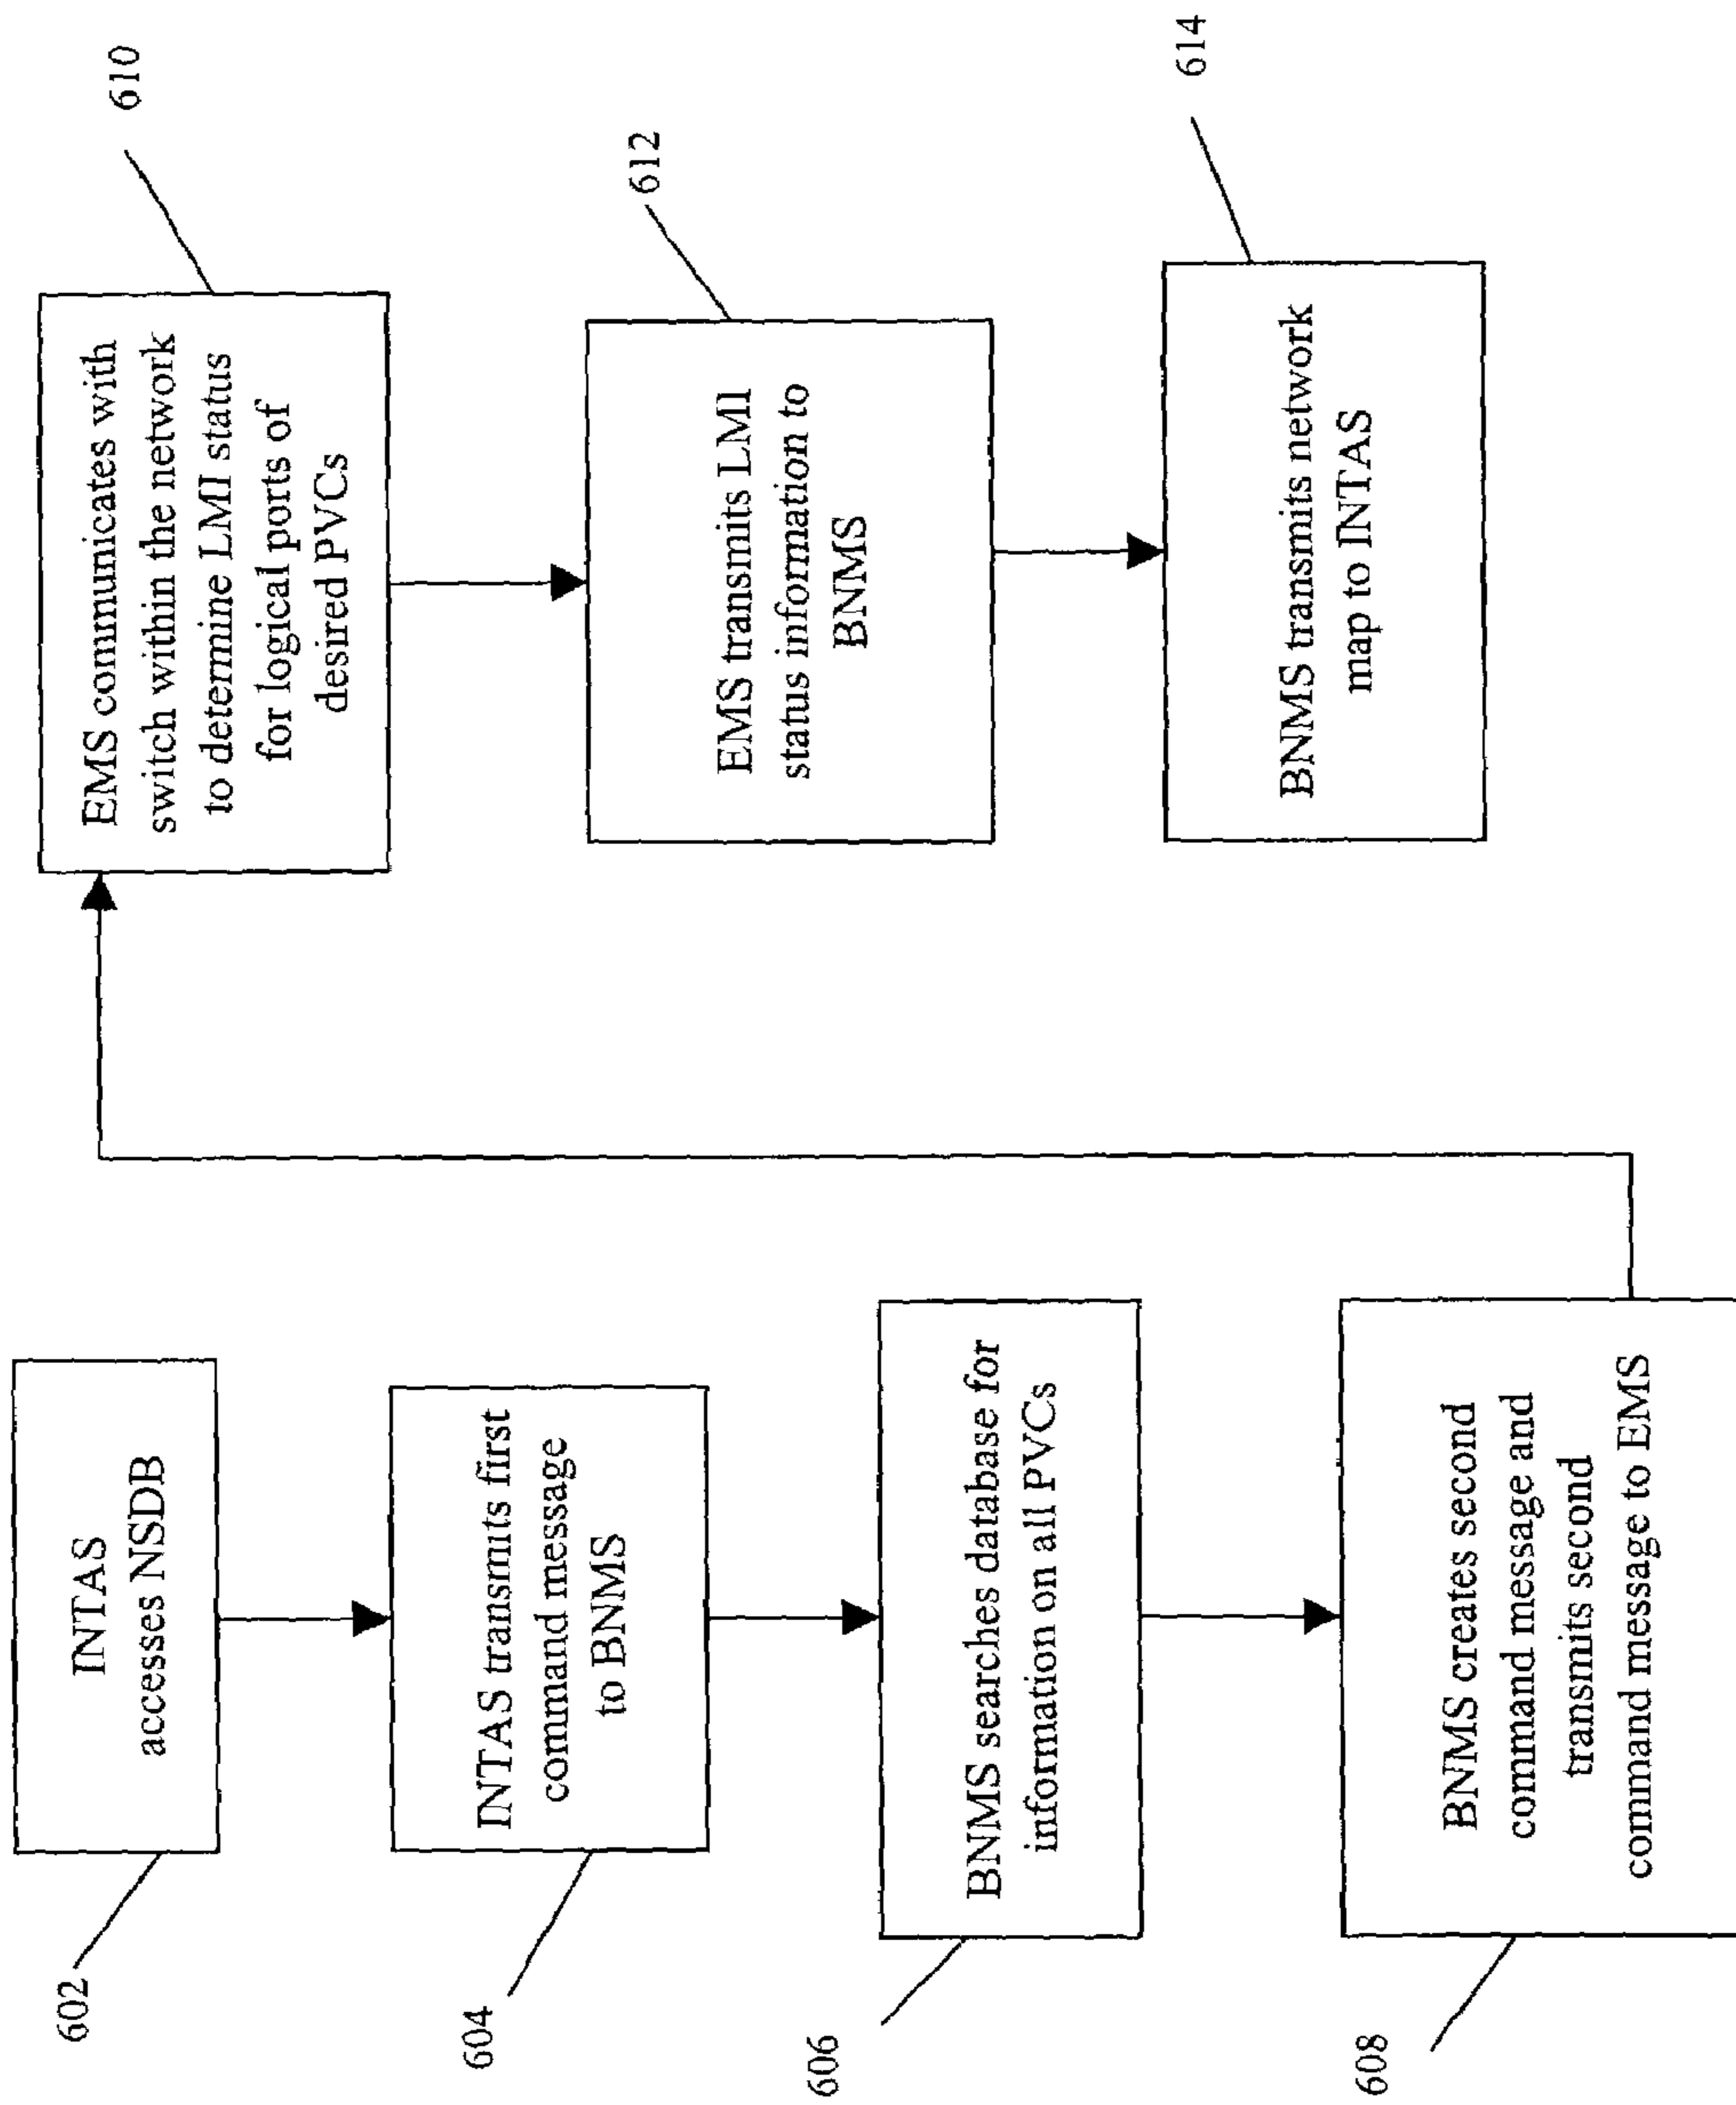 602
INTAS
accesses NSDB
604
INTAS transmits first
command message
to BNMS
606
BNMS searches database for
information on all PVCs
608
BNMS creates second
command message and
transmits second
command message to EMS
610
EMS communicates with
switch within the network
to determine LMI status
for logical ports of
desired PVCs
612
EMS transmits LMI
status information to
BNMS
614
BNMS transmits network
map to INTAS